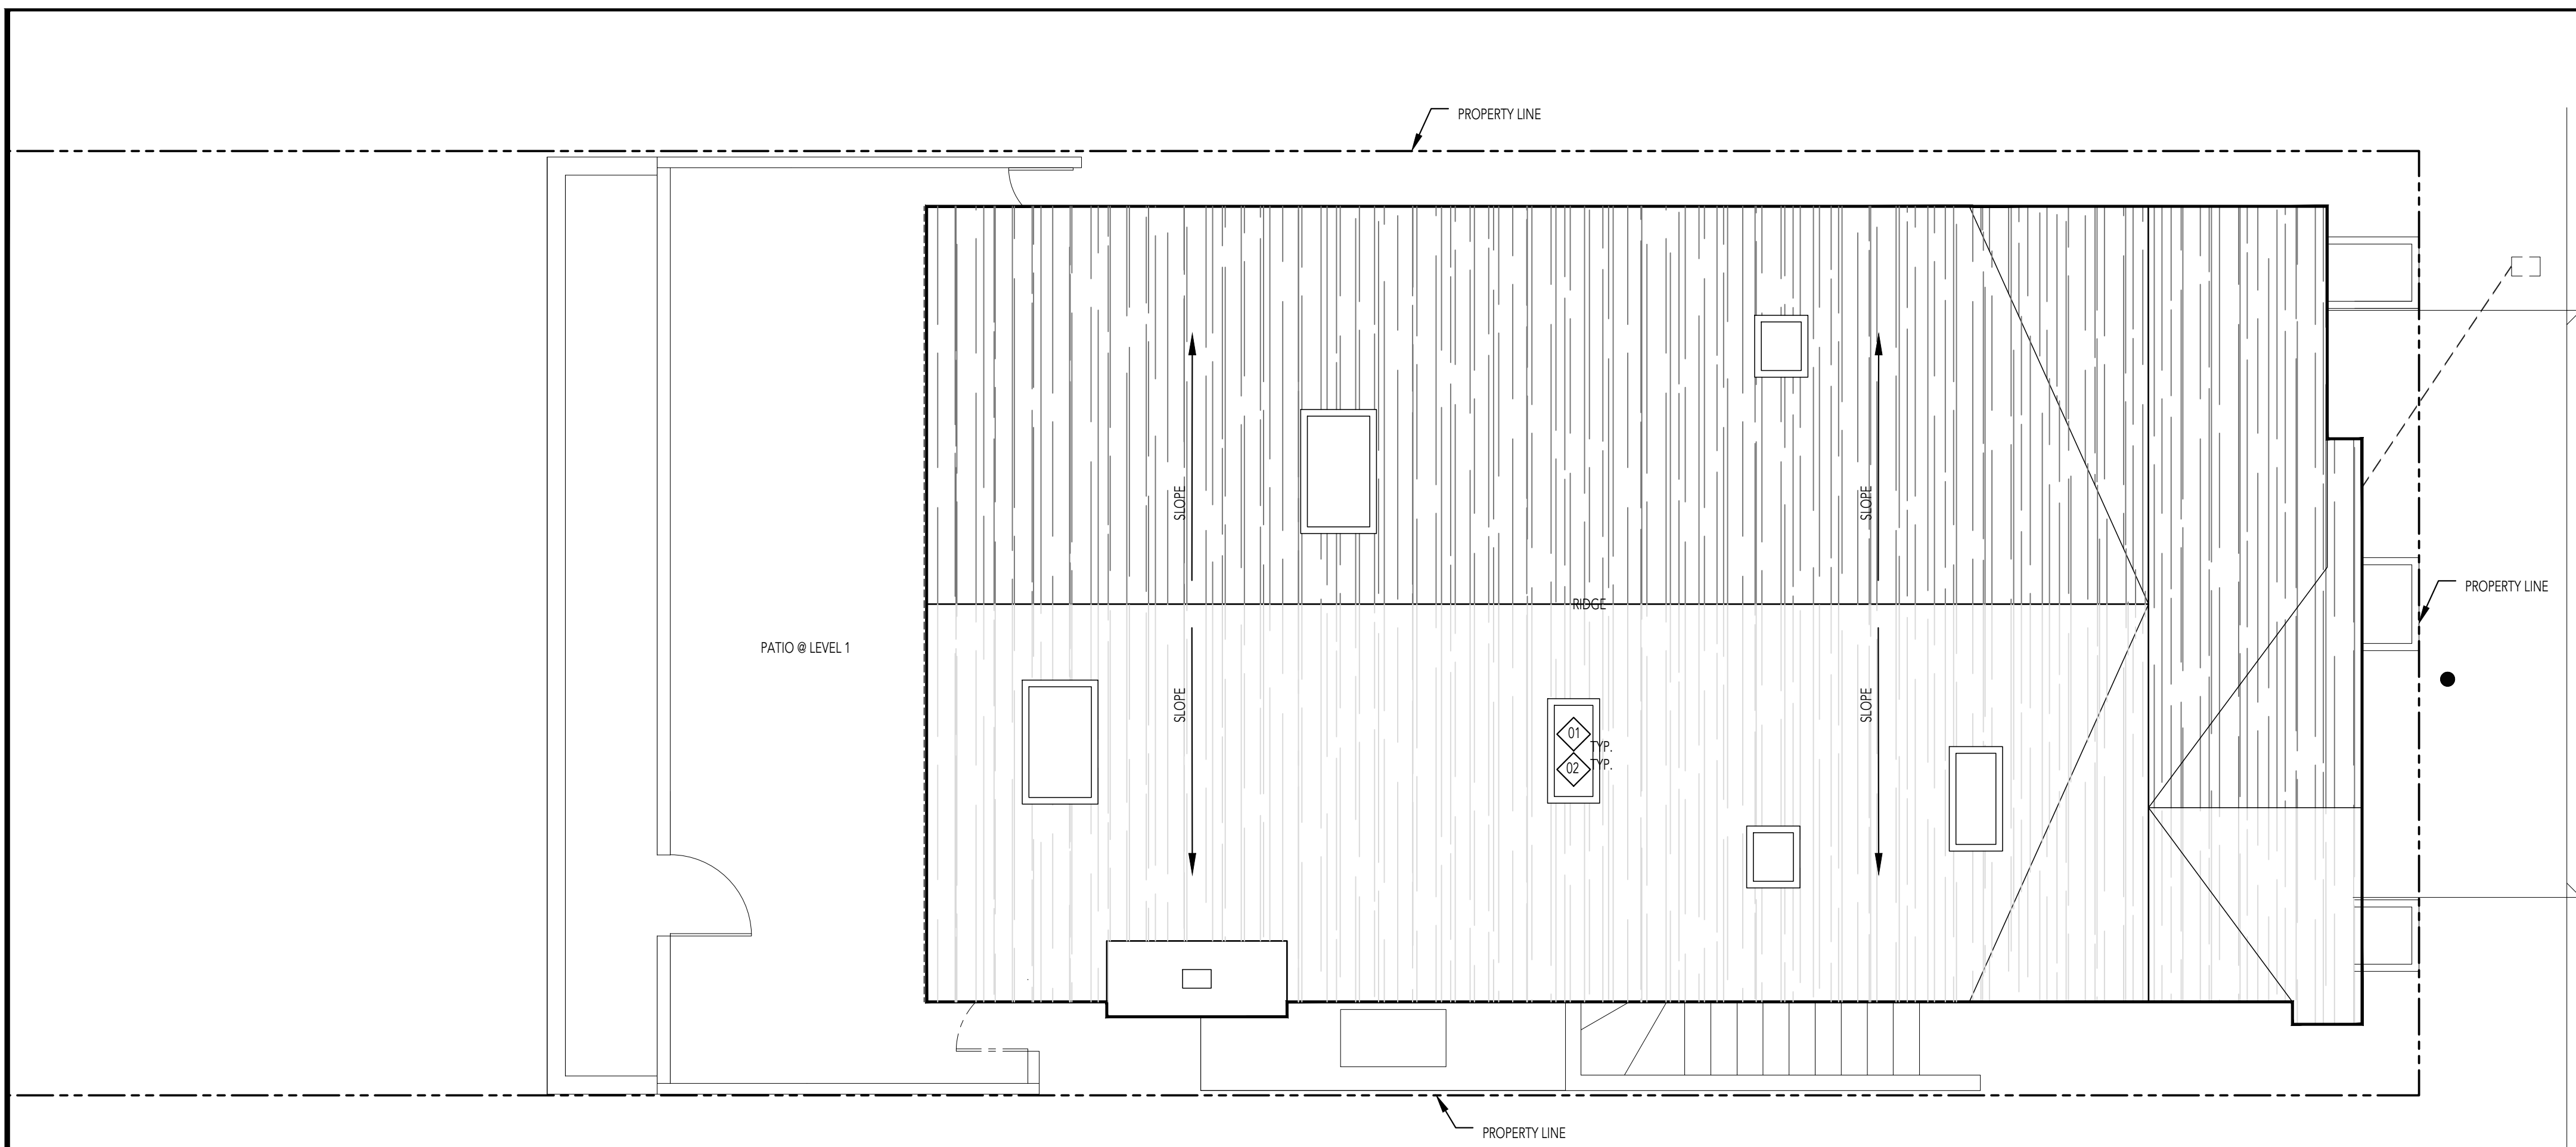 PROPERTY LINE
SLOPE
SLOPE
PROPERTY LINE
RIDGE
PATIO @ LEVEL 1
SLOPE
SLOPE
01
TYP.
02
TYP.
PROPERTY LINE